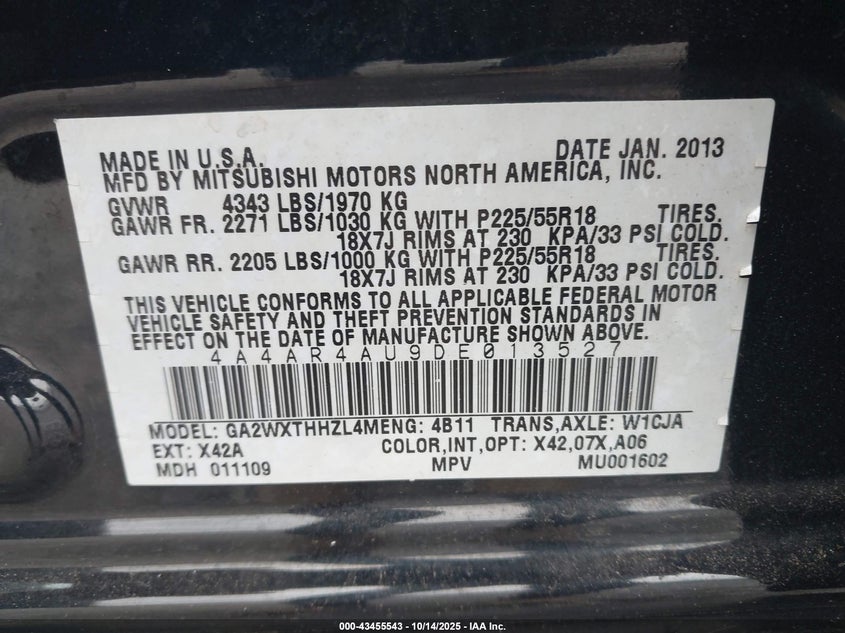 MADE IN U.S.A. DATE JAN. 2013
MFD BY MITSUBISHI MOTORS NORTH AMERICA, INC.
GVWR 4343 LBS/1970 KG
GAWR FR. 2271 LBS/1030 KG WITH P225/55R18 TIRES.
18X7J RIMS AT 230 KPA/33 PSI COLD.
GAWR RR. 2205 LBS/1000 KG WITH P225/55R18 TIRES.
18X7J RIMS AT 230 KPA/33 PSI COLD.
THIS VEHICLE CONFORMS TO ALL APPLICABLE FEDERAL MOTOR
VEHICLE SAFETY AND THEFT PREVENTION STANDARDS IN
EFFECT ON THE DATE OF MANUFACTURE SHOWN ABOVE.
4A4AR4AU9DE013527
MODEL: GA2WXTHHZL4MENG: 4B11 TRANS,AXLE: W1CJA
EXT: X42A COLOR,INT,OPT: X42,07X,A06
MDH 011109 MPV MU001602
000-43455543 - 10/14/2025 - IAA Inc.